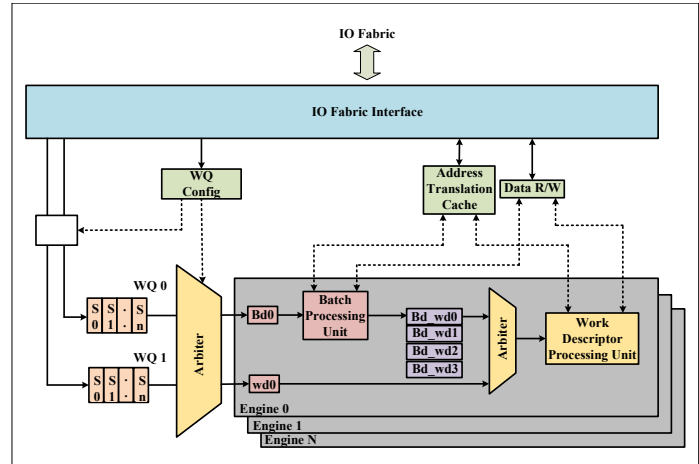 IO Fabric
IO Fabric Interface
WQ
Config
Address
Translation
Cache
Data R/W
WQ 0
S S . S
0 1 . n
WQ 1
S S . S
0 1 . n
Arbiter
Bd0
Batch
Processing
Unit
Bd_wd0
Bd_wd1
Bd_wd2
Bd_wd3
Arbiter
Work
Descriptor
Processing Unit
wd0
Engine 0
Engine 1
Engine N